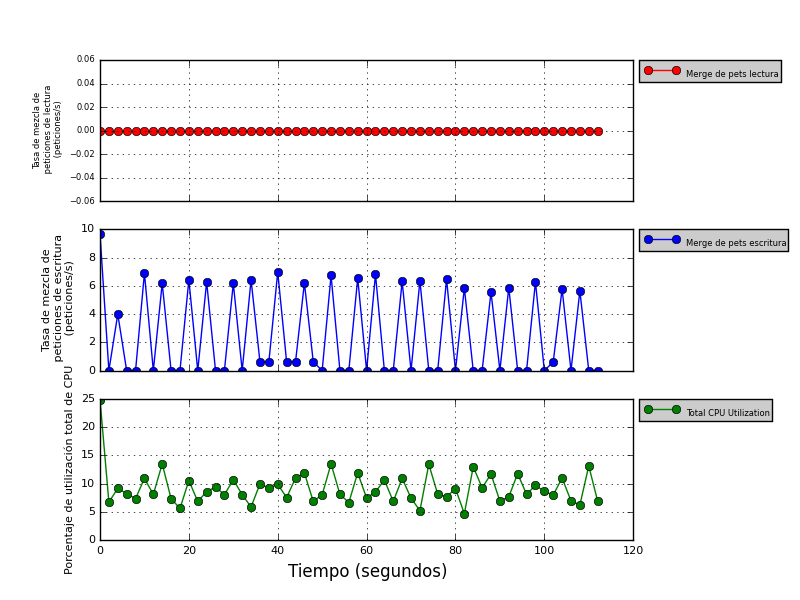 0.06
0.04
0.02
0.00
−0.02
−0.04
−0.06
Tasa de mezcla de
peticiones de lectura
(peticiones/s)
Merge de pets lectura
10
8
6
4
2
0
Tasa de mezcla de
peticiones de escritura
(peticiones/s)
Merge de pets escritura
25
20
15
10
5
0
Porcentaje de utilización total de CPU
Total CPU Utilization
0 20 40 60 80 100 120
Tiempo (segundos)